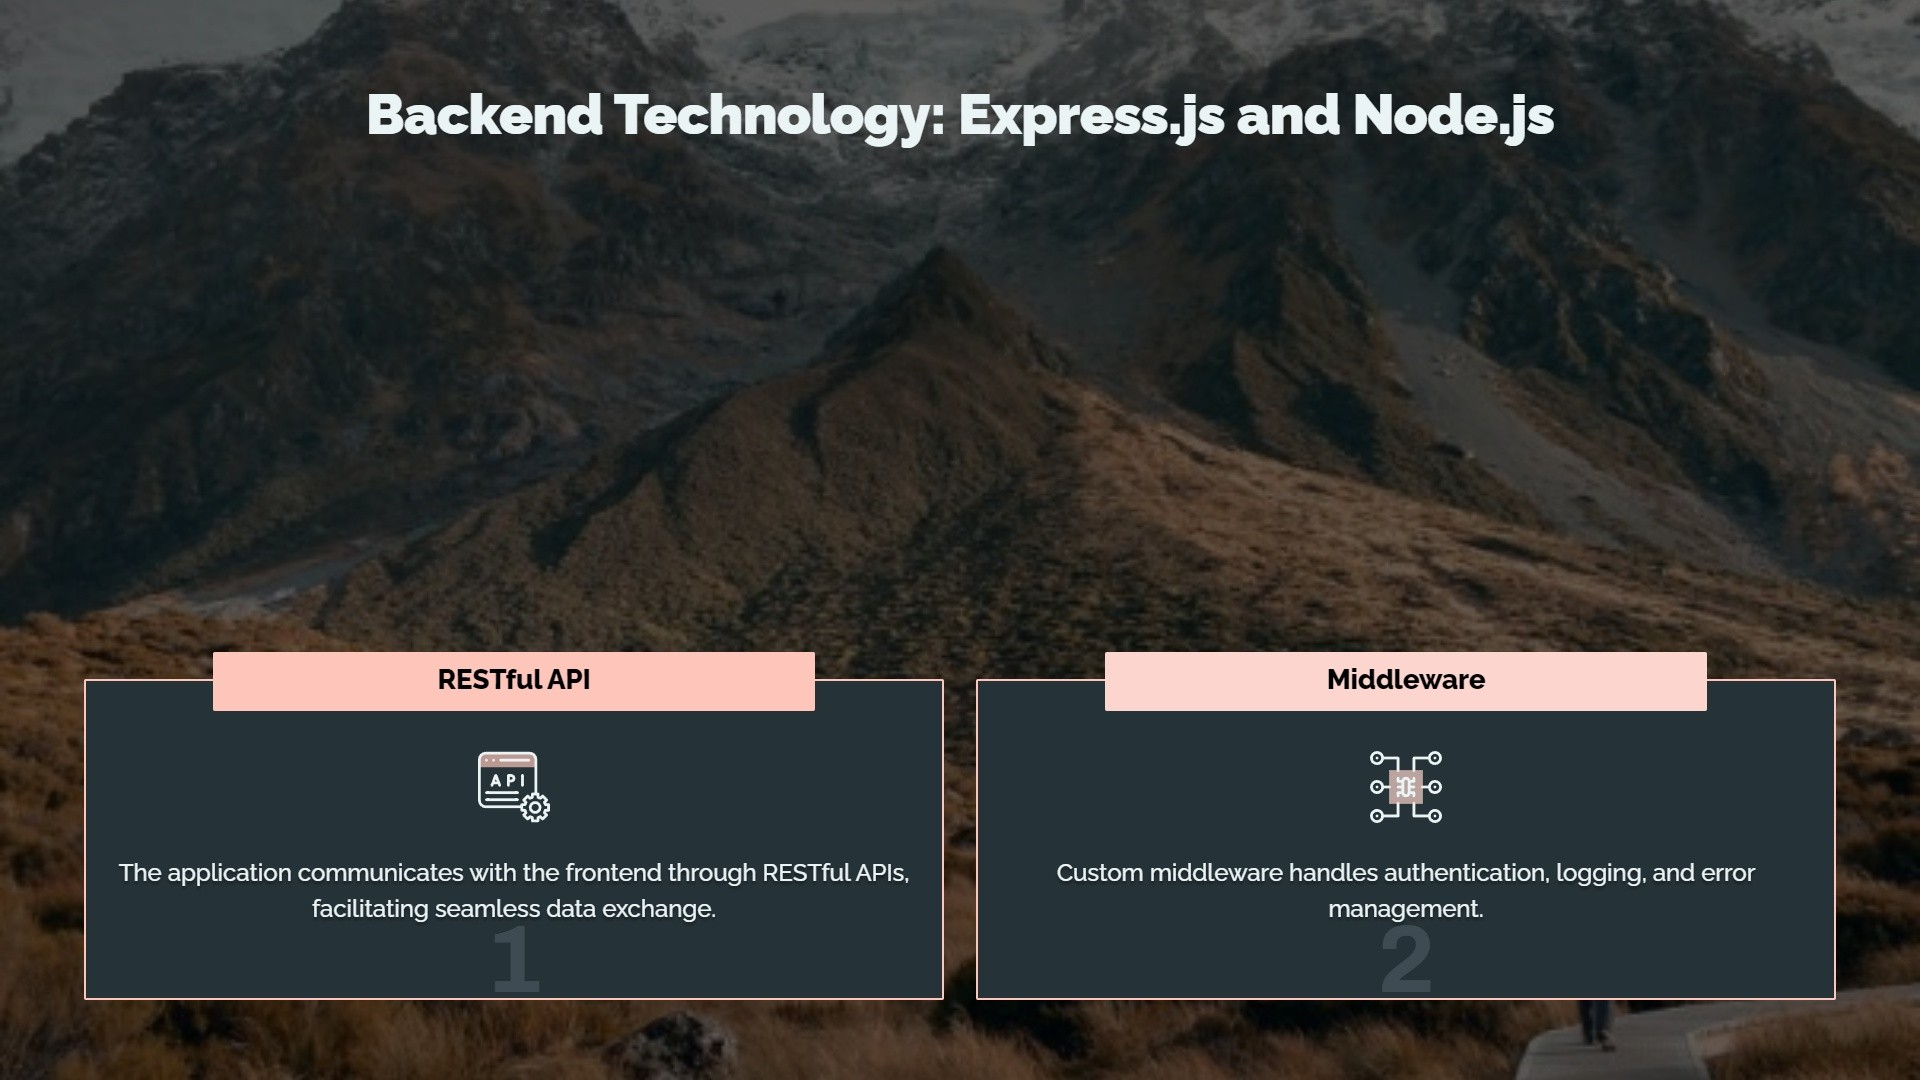 Backend Technology: Express.js and Node.js
RESTful API
API
The application communicates with the frontend through RESTful APIs,
facilitating seamless data exchange.
1
Middleware
Custom middleware handles authentication, logging, and error
management.
2